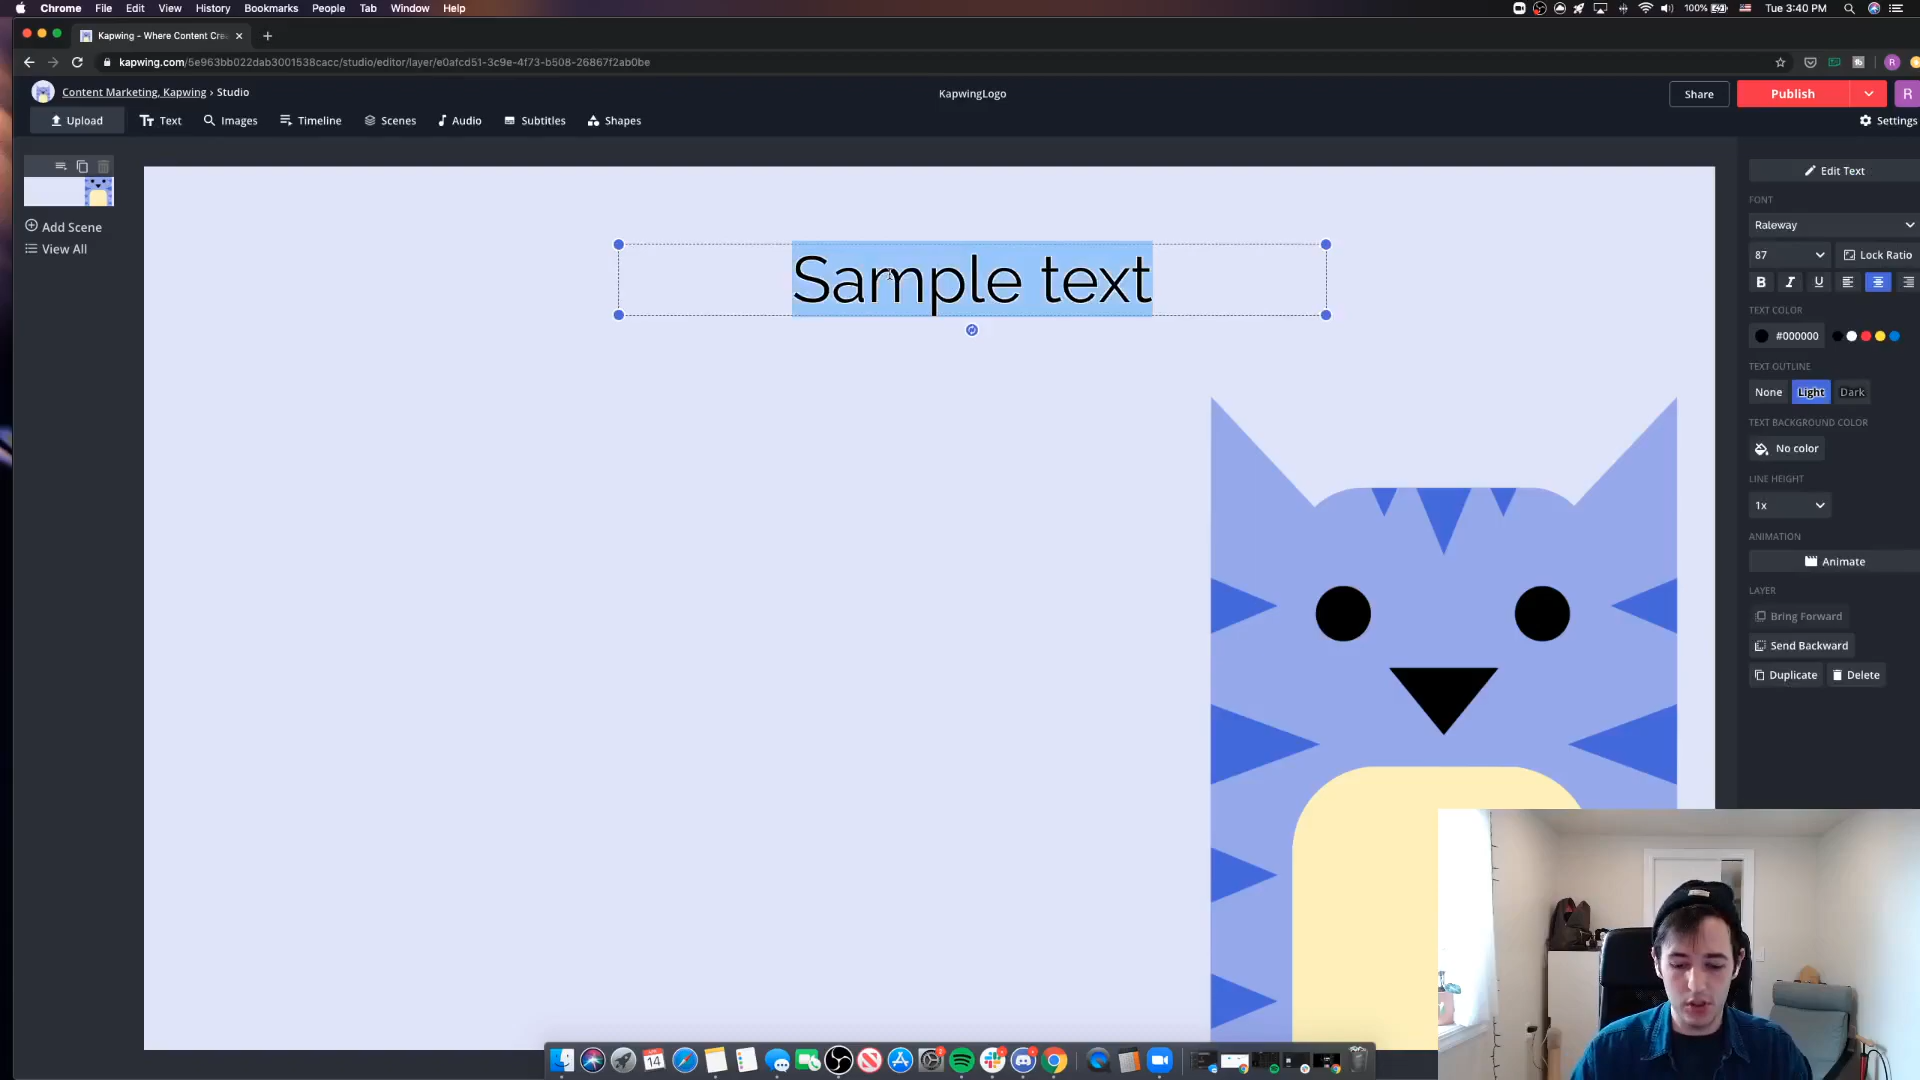 Chrome File Edit View History Bookmarks People Tab Window Help 100% Tue 3:40 PM
Kapwing - Where Content Cre
kapwing.com/5e963bb022dab3001538cacc/studio/editor/layer/e0afcd51-3c9e-4f73-b508-26867f2ab0be R
Content Marketing, Kapwing › Studio KapwingLogo Share Publish R
Upload Text Images Timeline Scenes Audio Subtitles Shapes Settings
Add Scene
View All
Sample text
Edit Text
FONT
Raleway
87 Lock Ratio
B I U
TEXT COLOR
#000000
TEXT OUTLINE
None Light Dark
TEXT BACKGROUND COLOR
No color
LINE HEIGHT
1x
ANIMATION
Animate
LAYER
Bring Forward
Send Backward
Duplicate Delete
14